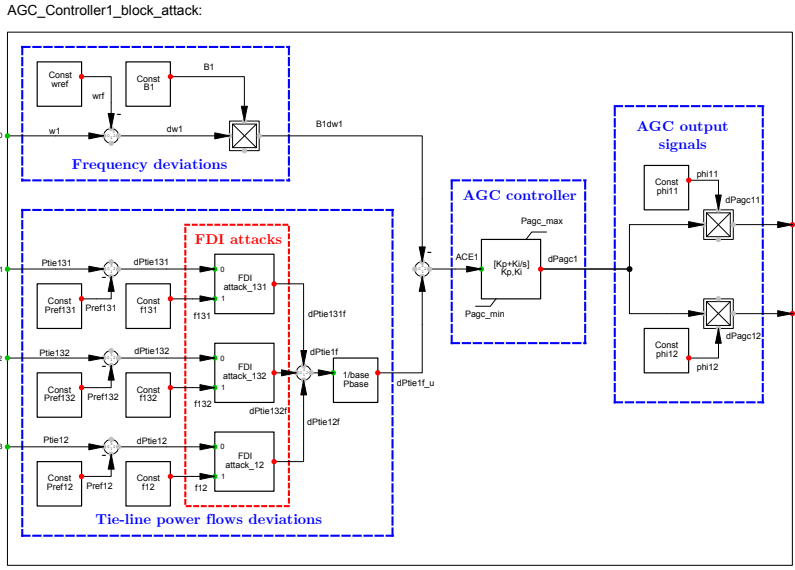 AGC_Controller1_block_attack:
Const
wref
Const
B1
B1
wrf
-
w1
dw1
B1dw1
Frequency deviations
AGC output
signals
Const
phi11
phi11
dPagc11
AGC controller
Pagc_max
-
ACE1
[Kp+Ki/s]
Kp,Ki
dPagc1
Pagc_min
dPagc12
Const
phi12
phi12
FDI attacks
Ptie131
dPtie131
0
FDI
attack_131
1
-
Const
Pref131
Pref131
Const
f131
f131
dPtie131f
Ptie132
dPtie132
0
FDI
attack_132
1
-
Const
Pref132
Pref132
Const
f132
f132
dPtie1f
dPtie132f
1/base
Pbase
dPtie1f_u
dPtie12f
Ptie12
dPtie12
0
FDI
attack_12
1
-
Const
Pref12
Pref12
Const
f12
f12
Tie-line power flows deviations